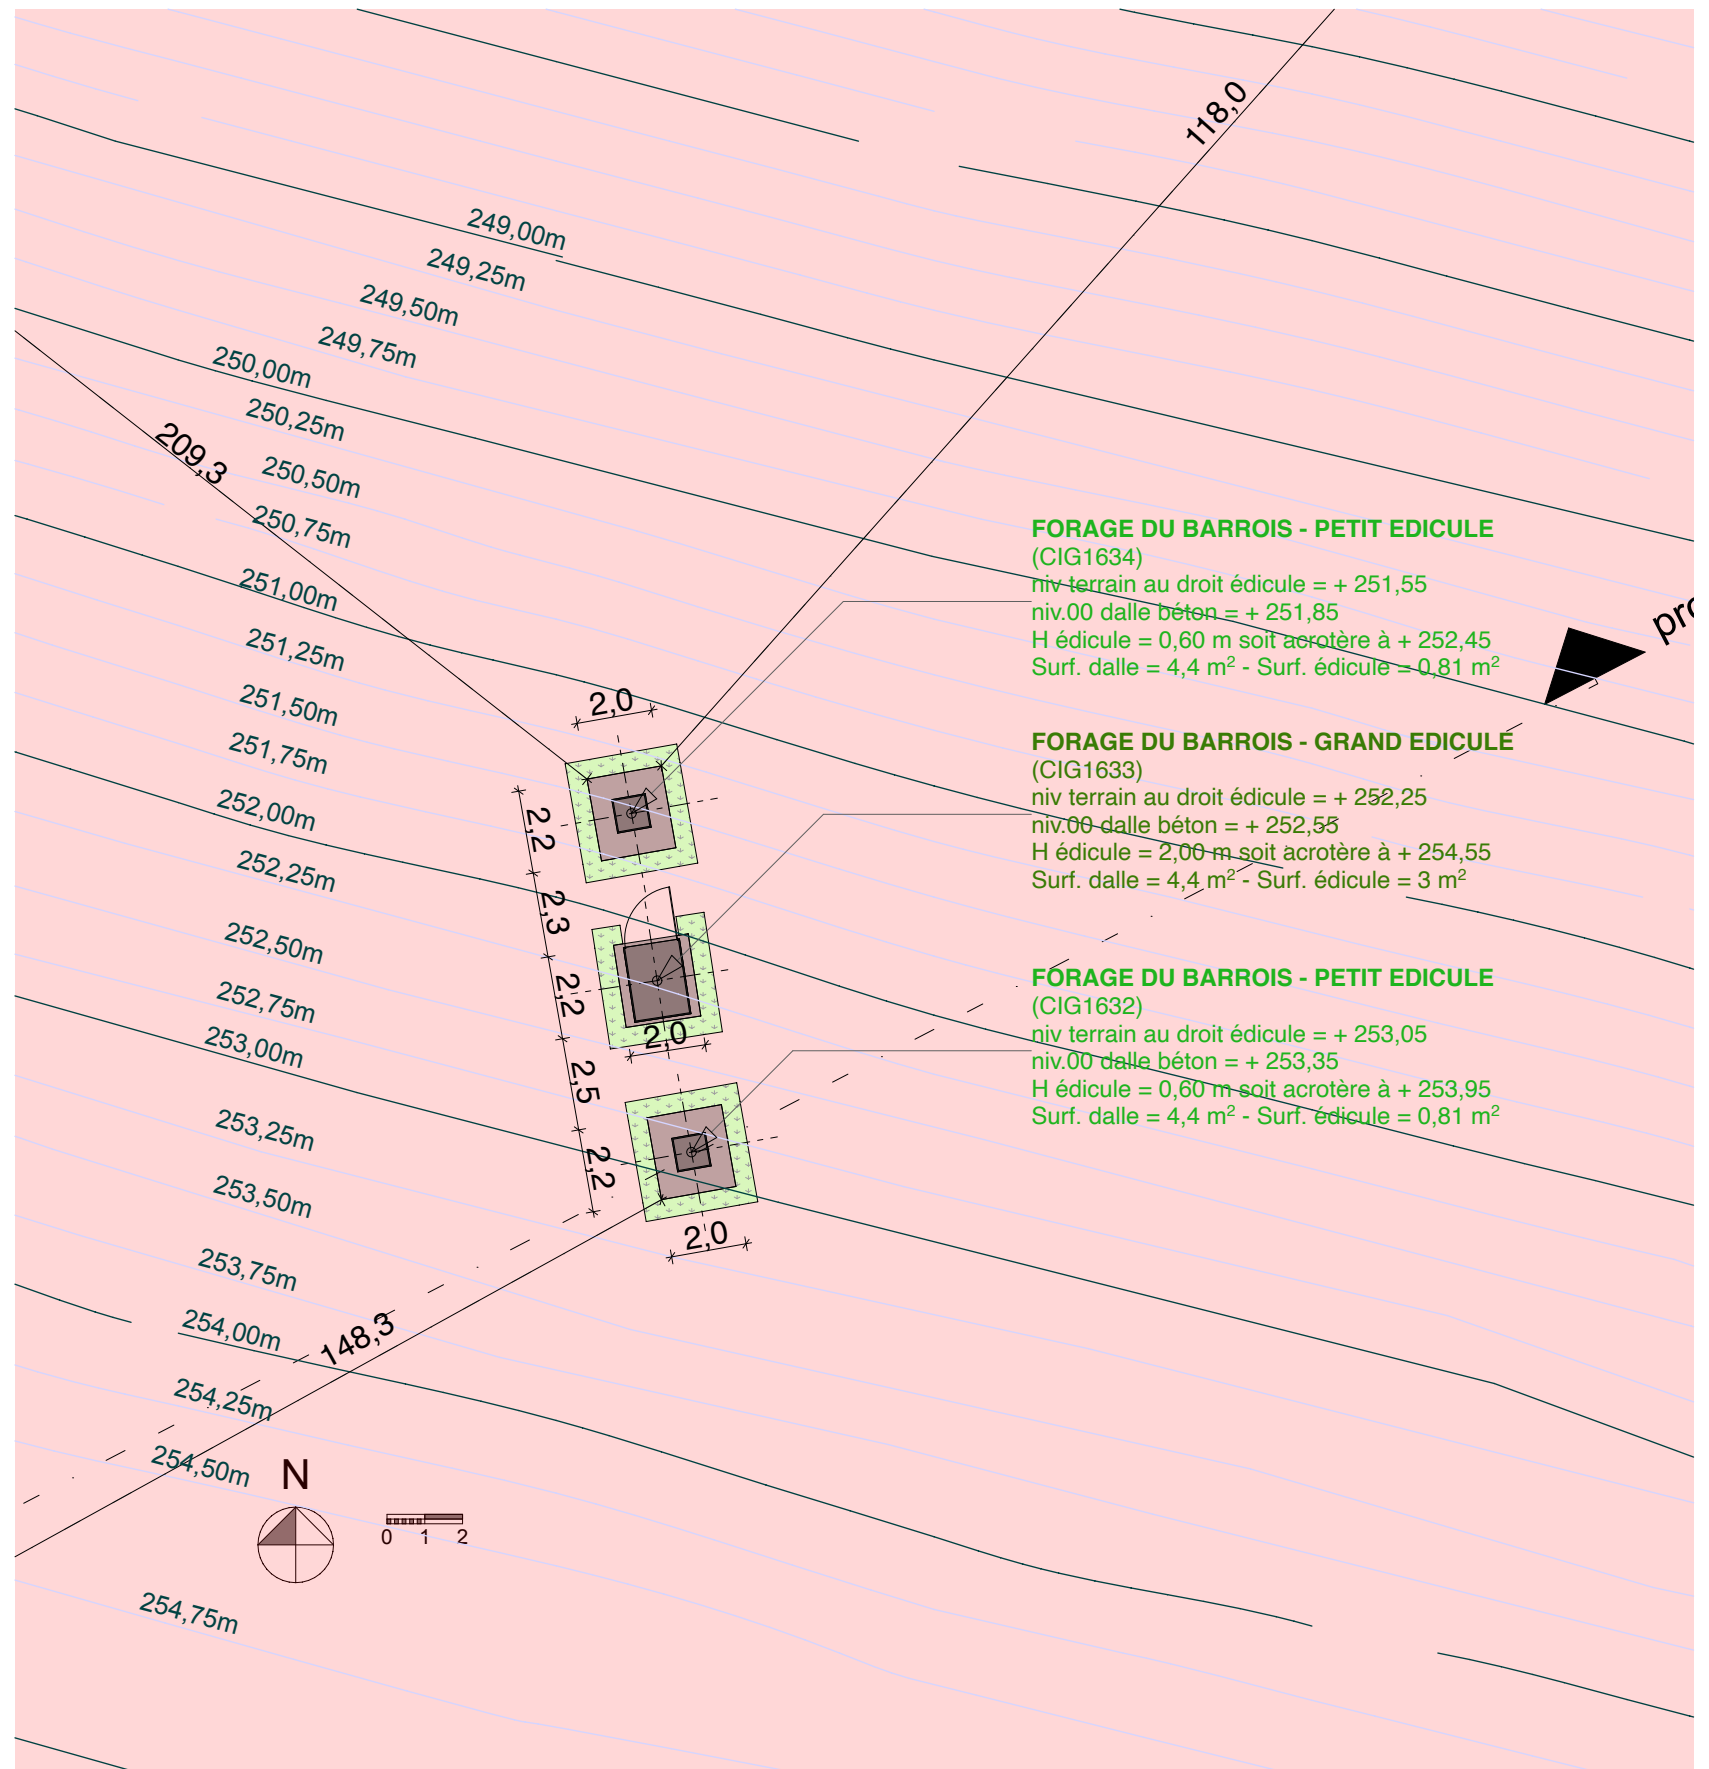 118,0
249,00m
249,25m
249,50m
249,75m
250,00m
250,25m
209,3
250,50m
250,75m
251,00m
251,25m
251,50m
251,75m
252,00m
252,25m
252,50m
252,75m
253,00m
253,25m
253,50m
253,75m
254,00m
254,25m
254,50m
254,75m
2,0
2,2
2,3
2,2
2,0
2,5
2,2
2,0
148,3
FORAGE DU BARROIS - PETIT EDICULE
(CIG1634)
niv terrain au droit édicule = + 251,55
niv.00 dalle béton = + 251,85
H édicule = 0,60 m soit acrotère à + 252,45
Surf. dalle = 4,4 m² - Surf. édicule = 0,81 m²
pro
FORAGE DU BARROIS - GRAND EDICULE
(CIG1633)
niv terrain au droit édicule = + 252,25
niv.00 dalle béton = + 252,55
H édicule = 2,00 m soit acrotère à + 254,55
Surf. dalle = 4,4 m² - Surf. édicule = 3 m²
FORAGE DU BARROIS - PETIT EDICULE
(CIG1632)
niv terrain au droit édicule = + 253,05
niv.00 dalle béton = + 253,35
H édicule = 0,60 m soit acrotère à + 253,95
Surf. dalle = 4,4 m² - Surf. édicule = 0,81 m²
N
0 1 2